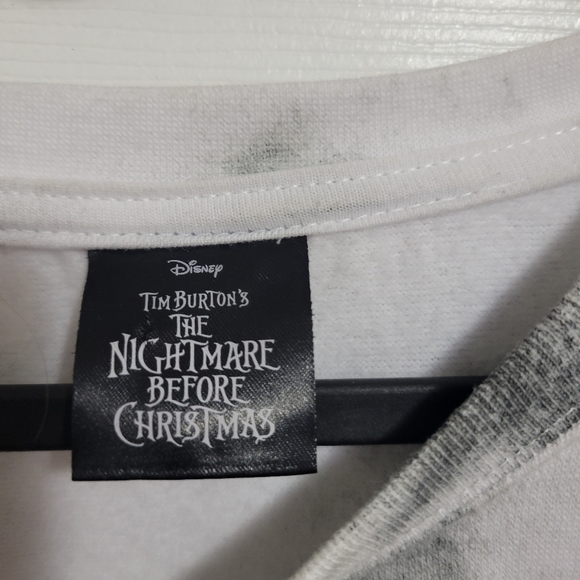 Disney
TIM BURTON'S
THE
NIGHTMARE
BEFORE
CHRISTMAS